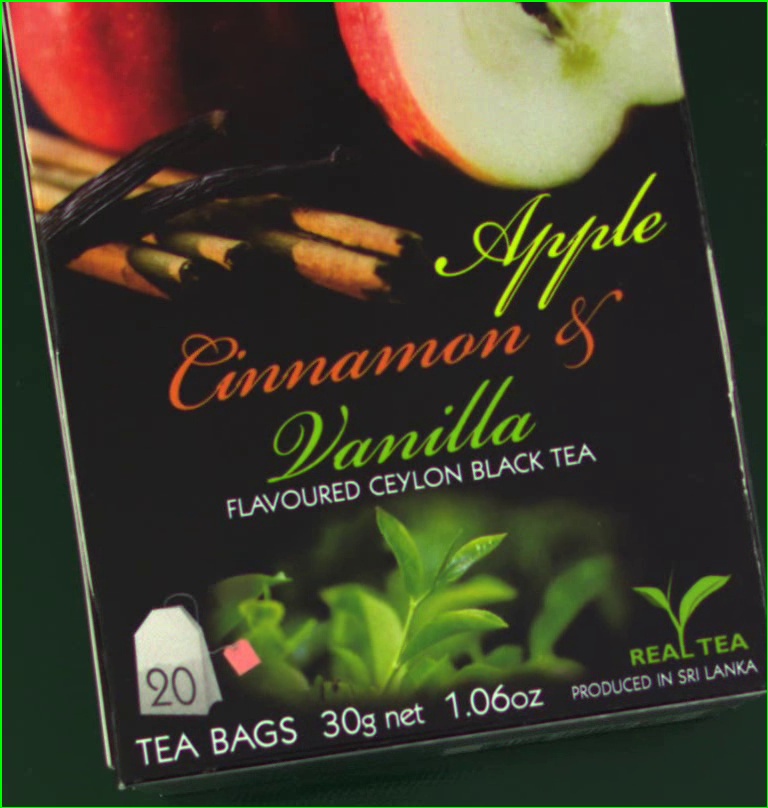 Apple
Cinnamon &
Vanilla
FLAVOURED CEYLON BLACK TEA
20
TEA BAGS 30g net 1.06oz
REAL TEA
PRODUCED IN SRI LANKA